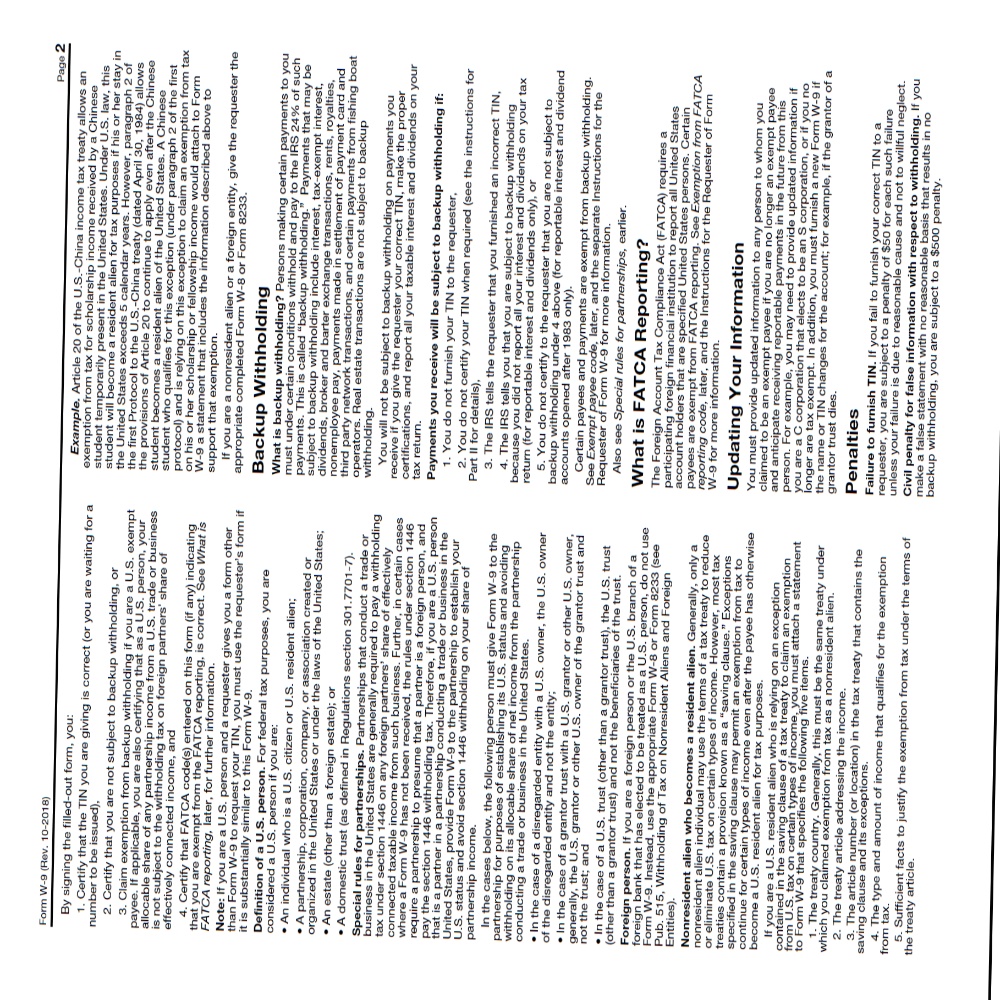 Form W-9 (Rev. 10-2018)
Page 2
By signing the filled-out form, you:
1. Certify that the TIN you are giving is correct (or you are waiting for a
number to be issued),
2. Certify that you are not subject to backup withholding, or
3. Claim exemption from backup withholding if you are a U.S. exempt
payee. If applicable, you are also certifying that as a U.S. person, your
allocable share of any partnership income from a U.S. trade or business
is not subject to the withholding tax on foreign partners' share of
effectively connected income, and
4. Certify that FATCA code(s) entered on this form (if any) indicating
that you are exempt from the FATCA reporting, is correct. See What is
FATCA reporting, later, for further information.
Note: If you are a U.S. person and a requester gives you a form other
than Form W-9 to request your TIN, you must use the requester's form if
it is substantially similar to this Form W-9.
Definition of a U.S. person. For federal tax purposes, you are
considered a U.S. person if you are:
• An individual who is a U.S. citizen or U.S. resident alien;
• A partnership, corporation, company, or association created or
organized in the United States or under the laws of the United States;
• An estate (other than a foreign estate); or
• A domestic trust (as defined in Regulations section 301.7701-7).
Special rules for partnerships. Partnerships that conduct a trade or
business in the United States are generally required to pay a withholding
tax under section 1446 on any foreign partners' share of effectively
connected taxable income from such business. Further, in certain cases
where a Form W-9 has not been received, the rules under section 1446
require a partnership to presume that a partner is a foreign person, and
pay the section 1446 withholding tax. Therefore, if you are a U.S. person
that is a partner in a partnership conducting a trade or business in the
United States, provide Form W-9 to the partnership to establish your
U.S. status and avoid section 1446 withholding on your share of
partnership income.
In the cases below, the following person must give Form W-9 to the
partnership for purposes of establishing its U.S. status and avoiding
withholding on its allocable share of net income from the partnership
conducting a trade or business in the United States.
• In the case of a disregarded entity with a U.S. owner, the U.S. owner
of the disregarded entity and not the entity;
• In the case of a grantor trust with a U.S. grantor or other U.S. owner,
generally, the U.S. grantor or other U.S. owner of the grantor trust and
not the trust; and
• In the case of a U.S. trust (other than a grantor trust), the U.S. trust
(other than a grantor trust) and not the beneficiaries of the trust.
Foreign person. If you are a foreign person or the U.S. branch of a
foreign bank that has elected to be treated as a U.S. person, do not use
Form W-9. Instead, use the appropriate Form W-8 or Form 8233 (see
Pub. 515, Withholding of Tax on Nonresident Aliens and Foreign
Entities).
Nonresident alien who becomes a resident alien. Generally, only a
nonresident alien individual may use the terms of a tax treaty to reduce
or eliminate U.S. tax on certain types of income. However, most tax
treaties contain a provision known as a "saving clause." Exceptions
specified in the saving clause may permit an exemption from tax to
continue for certain types of income even after the payee has otherwise
become a U.S. resident alien for tax purposes.
If you are a U.S. resident alien who is relying on an exception
contained in the saving clause of a tax treaty to claim an exemption
from U.S. tax on certain types of income, you must attach a statement
to Form W-9 that specifies the following five items.
1. The treaty country. Generally, this must be the same treaty under
which you claimed exemption from tax as a nonresident alien.
2. The treaty article addressing the income.
3. The article number (or location) in the tax treaty that contains the
saving clause and its exceptions.
4. The type and amount of income that qualifies for the exemption
from tax.
5. Sufficient facts to justify the exemption from tax under the terms of
the treaty article.
Example. Article 20 of the U.S.-China income tax treaty allows an
exemption from tax for scholarship income received by a Chinese
student temporarily present in the United States. Under U.S. law, this
student will become a resident alien for tax purposes if his or her stay in
the United States exceeds 5 calendar years. However, paragraph 2 of
the first Protocol to the U.S.-China treaty (dated April 30, 1984) allows
the provisions of Article 20 to continue to apply even after the Chinese
student becomes a resident alien of the United States. A Chinese
student who qualifies for this exception (under paragraph 2 of the first
protocol) and is relying on this exception to claim an exemption from tax
on his or her scholarship or fellowship income would attach to Form
W-9 a statement that includes the information described above to
support that exemption.
If you are a nonresident alien or a foreign entity, give the requester the
appropriate completed Form W-8 or Form 8233.
Backup Withholding
What is backup withholding? Persons making certain payments to you
must under certain conditions withhold and pay to the IRS 24% of such
payments. This is called "backup withholding." Payments that may be
subject to backup withholding include interest, tax-exempt interest,
dividends, broker and barter exchange transactions, rents, royalties,
nonemployee pay, payments made in settlement of payment card and
third party network transactions, and certain payments from fishing boat
operators. Real estate transactions are not subject to backup
withholding.
You will not be subject to backup withholding on payments you
receive if you give the requester your correct TIN, make the proper
certifications, and report all your taxable interest and dividends on your
tax return.
Payments you receive will be subject to backup withholding if:
1. You do not furnish your TIN to the requester,
2. You do not certify your TIN when required (see the instructions for
Part II for details),
3. The IRS tells the requester that you furnished an incorrect TIN,
4. The IRS tells you that you are subject to backup withholding
because you did not report all your interest and dividends on your tax
return (for reportable interest and dividends only), or
5. You do not certify to the requester that you are not subject to
backup withholding under 4 above (for reportable interest and dividend
accounts opened after 1983 only).
Certain payees and payments are exempt from backup withholding.
See Exempt payee code, later, and the separate Instructions for the
Requester of Form W-9 for more information.
Also see Special rules for partnerships, earlier.
What is FATCA Reporting?
The Foreign Account Tax Compliance Act (FATCA) requires a
participating foreign financial institution to report all United States
account holders that are specified United States persons. Certain
payees are exempt from FATCA reporting. See Exemption from FATCA
reporting code, later, and the Instructions for the Requester of Form
W-9 for more information.
Updating Your Information
You must provide updated information to any person to whom you
claimed to be an exempt payee if you are no longer an exempt payee
and anticipate receiving reportable payments in the future from this
person. For example, you may need to provide updated information if
you are a C corporation that elects to be an S corporation, or if you no
longer are tax exempt. In addition, you must furnish a new Form W-9 if
the name or TIN changes for the account; for example, if the grantor of a
grantor trust dies.
Penalties
Failure to furnish TIN. If you fail to furnish your correct TIN to a
requester, you are subject to a penalty of $50 for each such failure
unless your failure is due to reasonable cause and not to willful neglect.
Civil penalty for false information with respect to withholding. If you
make a false statement with no reasonable basis that results in no
backup withholding, you are subject to a $500 penalty.